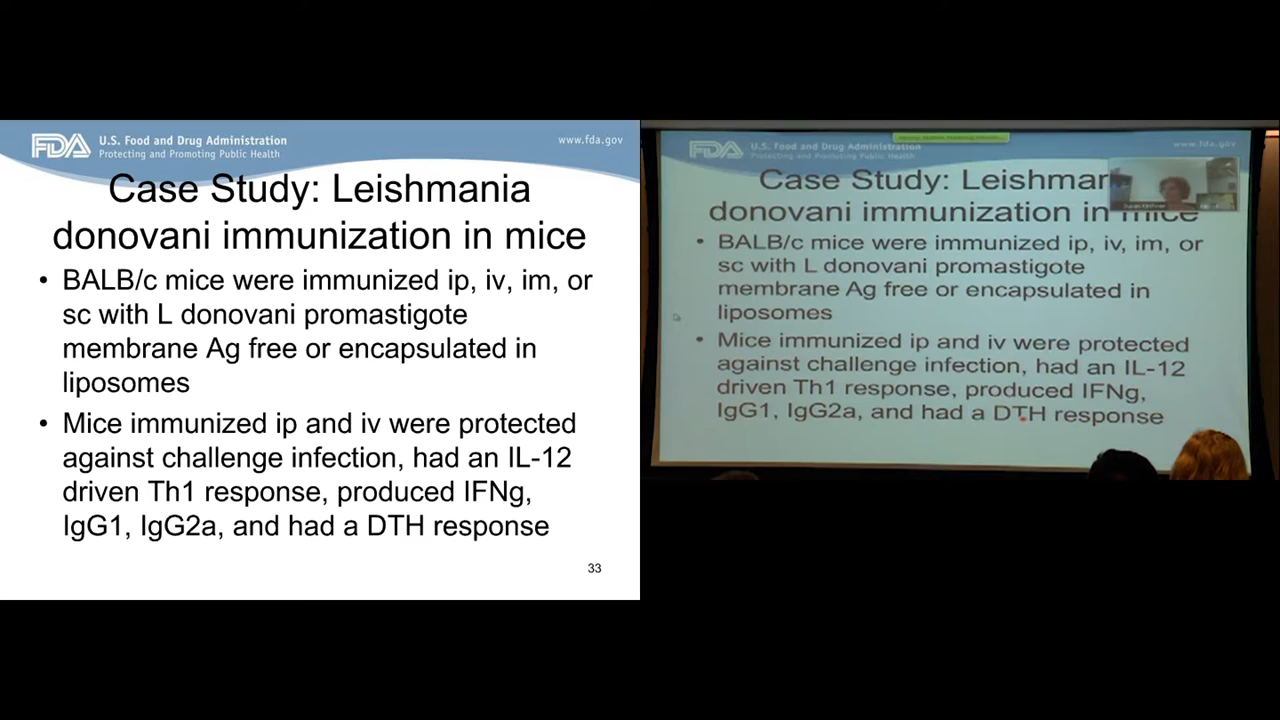 FDA
U.S. Food and Drug Administration
Protecting and Promoting Public Health
www.fda.gov
Case Study: Leishmania
donovani immunization in mice
• BALB/c mice were immunized ip, iv, im, or
sc with L donovani promastigote
membrane Ag free or encapsulated in
liposomes
• Mice immunized ip and iv were protected
against challenge infection, had an IL-12
driven Th1 response, produced IFNg,
IgG1, IgG2a, and had a DTH response
33
FDA
U.S. Food and Drug Administration
Protecting and Promoting Public Health
www.fda.gov
Case Study: Leishmar
donovani immunization in mice
• BALB/c mice were immunized ip, iv, im, or
sc with L donovani promastigote
membrane Ag free or encapsulated in
liposomes
• Mice immunized ip and iv were protected
against challenge infection, had an IL-12
driven Th1 response, produced IFNg,
IgG1, IgG2a, and had a DTH response